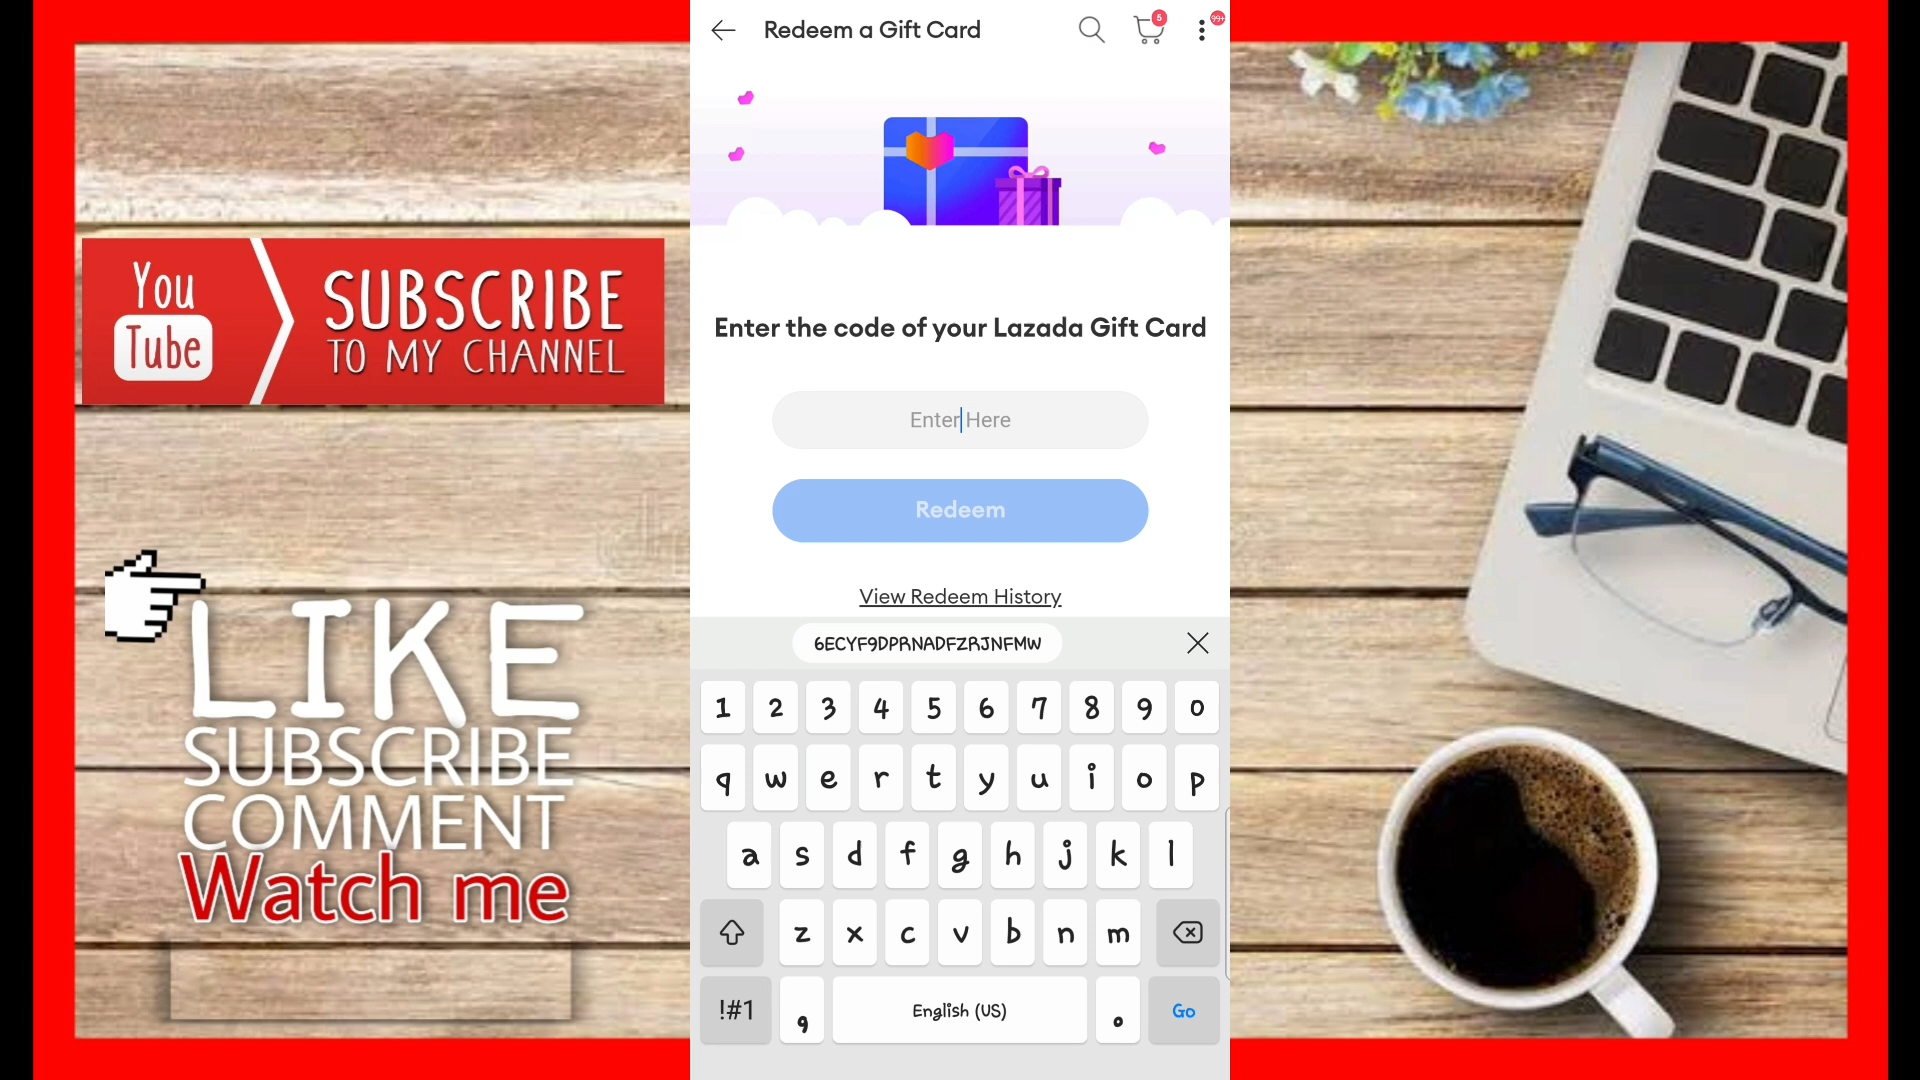 Redeem a Gift Card
5
99+
You
Tube
SUBSCRIBE
TO MY CHANNEL
Enter the code of your Lazada Gift Card
Enter Here
Redeem
View Redeem History
LIKE
SUBSCRIBE
COMMENT
Watch me
6ECYF9DPRNADFZRJNFMW
1 2 3 4 5 6 7 8 9 0
q w e r t y u i o p
a s d f g h j k l
z x c v b n m
!#1 , English (US) . Go